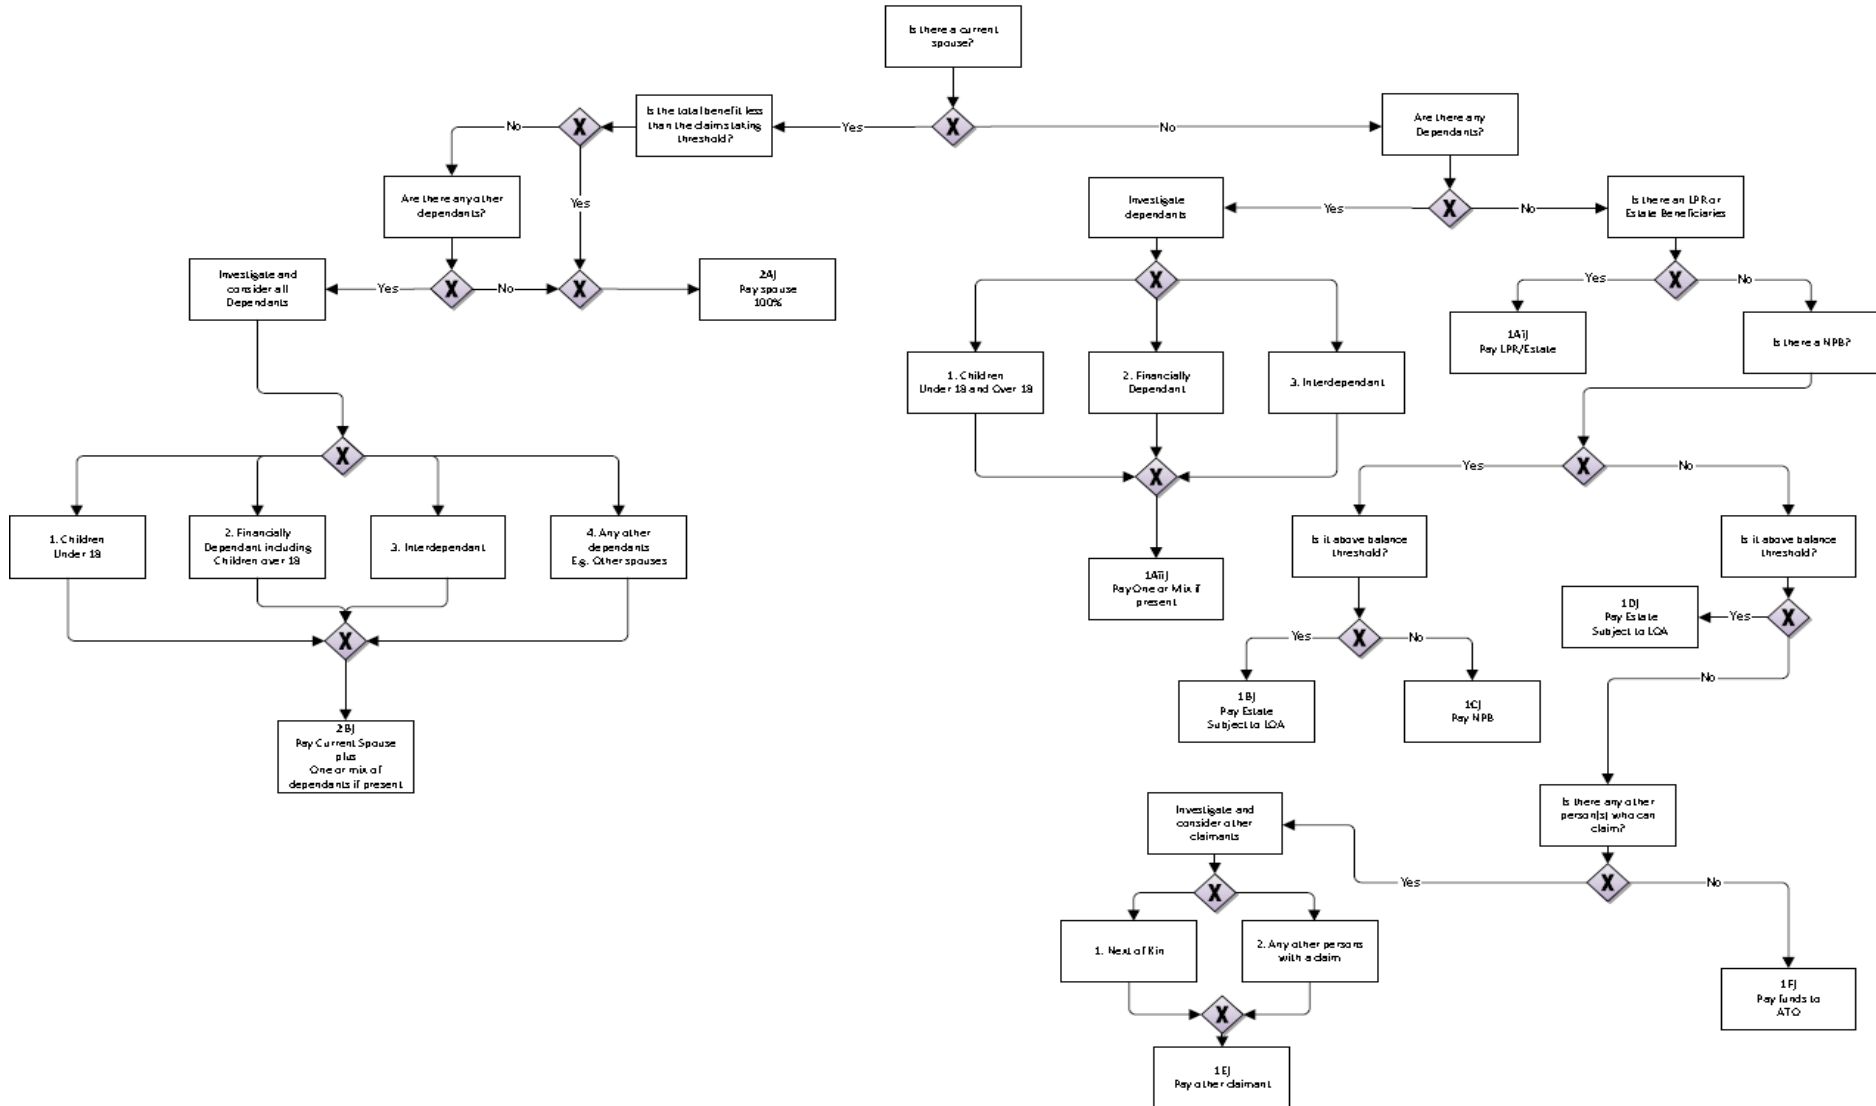 Is there a current
spouse?
Is the total benefit less
than the claim staking
threshold?
Are there any
Dependants?
No
Yes
No
Are there any other
dependants?
Yes
Investigate
dependants
Yes
No
Is there an LPR or
Estate Beneficiaries
Investigate and
consider all
Dependants
Yes
No
2AJ
Pay spouse
100%
Yes
No
1AiJ
Pay LPR/Estate
Is there a NPB?
1. Children
Under 18 and Over 18
2. Financially
Dependant
3. Interdependant
Yes
No
1. Children
Under 18
2. Financially
Dependant including
Children over 18
3. Interdependant
4. Any other
dependants
E.g. Other spouses
Is it above balance
threshold?
Is it above balance
threshold?
1AiiJ
Pay One or Mix if
present
1DJ
Pay Estate
Subject to LOA
Yes
Yes
No
No
1BJ
Pay Estate
Subject to LOA
1CJ
Pay NPB
2BJ
Pay Current Spouse
plus
One or mix of
dependants if present
Investigate and
consider other
claimants
Is there any other
person(s) who can
claim?
Yes
No
1. Next of Kin
2. Any other persons
with a claim
1FJ
Pay funds to
ATO
1EJ
Pay other claimant